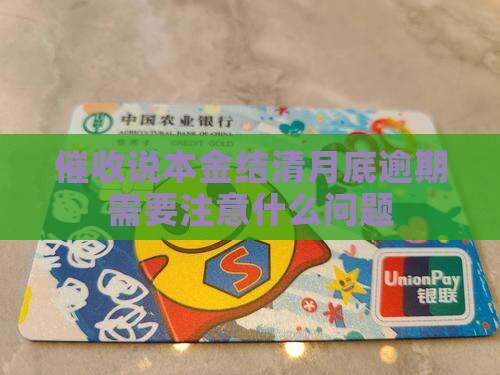 中国农业银行
AGRICULTURAL BANK OF CHINA
CREDIT GOLD
催收说本金结清月底逾期
需要注意什么问题
S
UnionPay
银联